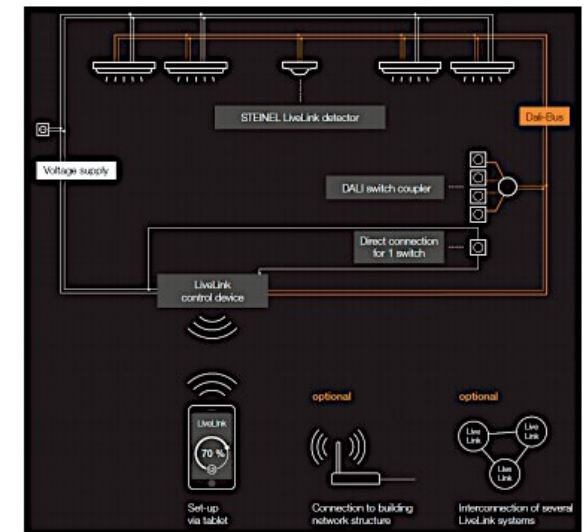 STEINEL LiveLink detector
Dali-Bus
Voltage supply
DALI switch coupler
Direct connection
for 1 switch
LiveLink
control device
LiveLink
70 %
Set-up
via tablet
optional
Connection to building
network structure
optional
Live
Link
Live
Link
Live
Link
Interconnection of several
LiveLink systems